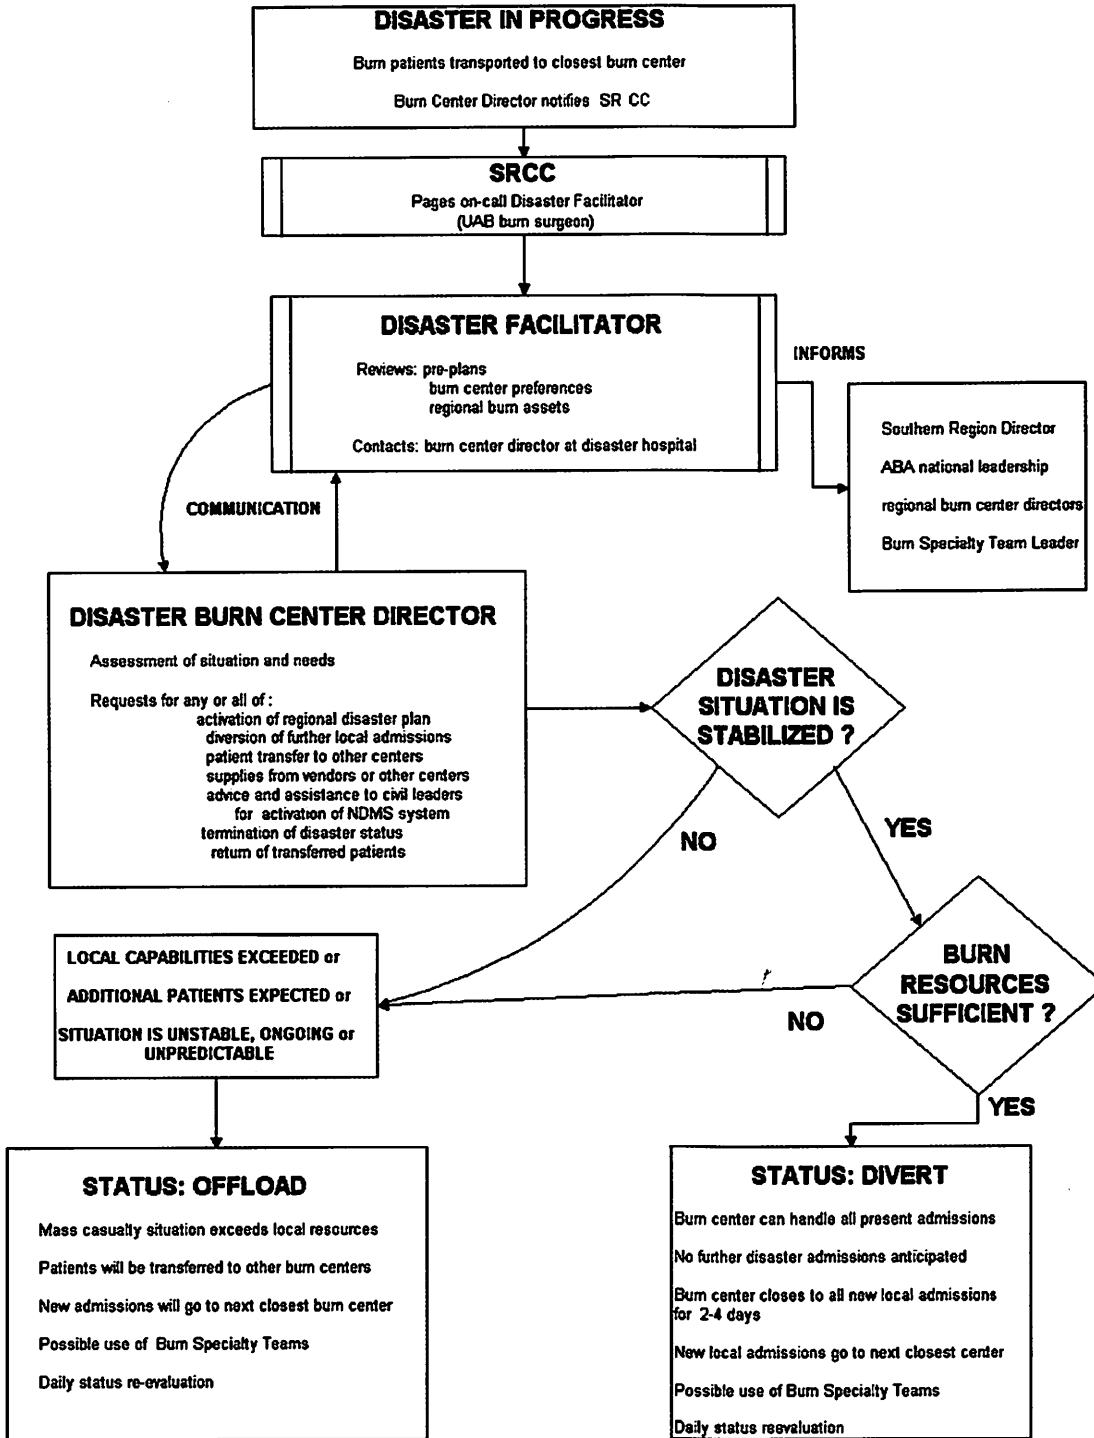 DISASTER IN PROGRESS
Burn patients transported to closest burn center
Burn Center Director notifies SR CC
SRCC
Pages on-call Disaster Facilitator
(UAB burn surgeon)
DISASTER FACILITATOR
Reviews: pre-plans
burn center preferences
regional burn assets
Contacts: burn center director at disaster hospital
INFORMS
Southern Region Director
ABA national leadership
regional burn center directors
Burn Specialty Team Leader
COMMUNICATION
DISASTER BURN CENTER DIRECTOR
Assessment of situation and needs
Requests for any or all of :
activation of regional disaster plan
diversion of further local admissions
patient transfer to other centers
supplies from vendors or other centers
advice and assistance to civil leaders
for activation of NDMS system
termination of disaster status
return of transferred patients
DISASTER
SITUATION IS
STABILIZED ?
NO
YES
LOCAL CAPABILITIES EXCEEDED or
ADDITIONAL PATIENTS EXPECTED or
SITUATION IS UNSTABLE, ONGOING or
UNPREDICTABLE
BURN
RESOURCES
SUFFICIENT ?
NO
YES
STATUS: OFFLOAD
Mass casualty situation exceeds local resources
Patients will be transferred to other burn centers
New admissions will go to next closest burn center
Possible use of Burn Specialty Teams
Daily status re-evaluation
STATUS: DIVERT
Burn center can handle all present admissions
No further disaster admissions anticipated
Burn center closes to all new local admissions
for 2-4 days
New local admissions go to next closest center
Possible use of Burn Specialty Teams
Daily status reevaluation